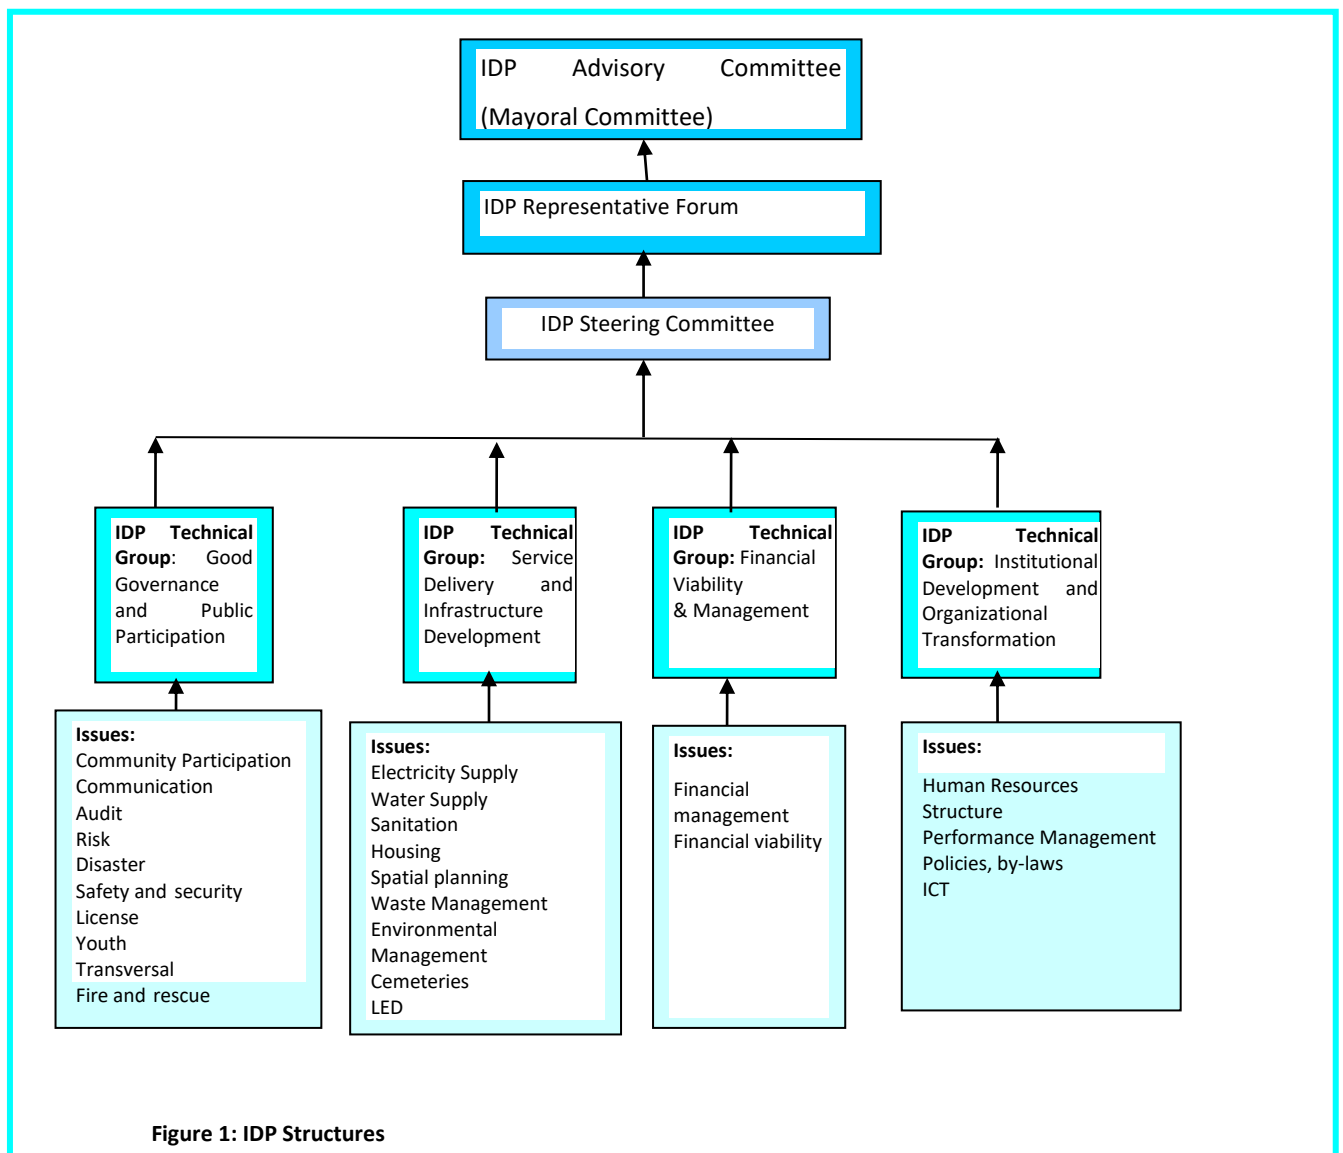 IDP Advisory Committee
(Mayoral Committee)
IDP Representative Forum
IDP Steering Committee
IDP Technical
Group: Good
Governance
and Public
Participation
IDP Technical
Group: Service
Delivery and
Infrastructure
Development
IDP Technical
Group: Financial
Viability
& Management
IDP Technical
Group: Institutional
Development and
Organizational
Transformation
Issues:
Community Participation
Communication
Audit
Risk
Disaster
Safety and security
License
Youth
Transversal
Fire and rescue
Issues:
Electricity Supply
Water Supply
Sanitation
Housing
Spatial planning
Waste Management
Environmental
Management
Cemeteries
LED
Issues:
Financial
management
Financial viability
Issues:
Human Resources
Structure
Performance Management
Policies, by-laws
ICT
Figure 1: IDP Structures